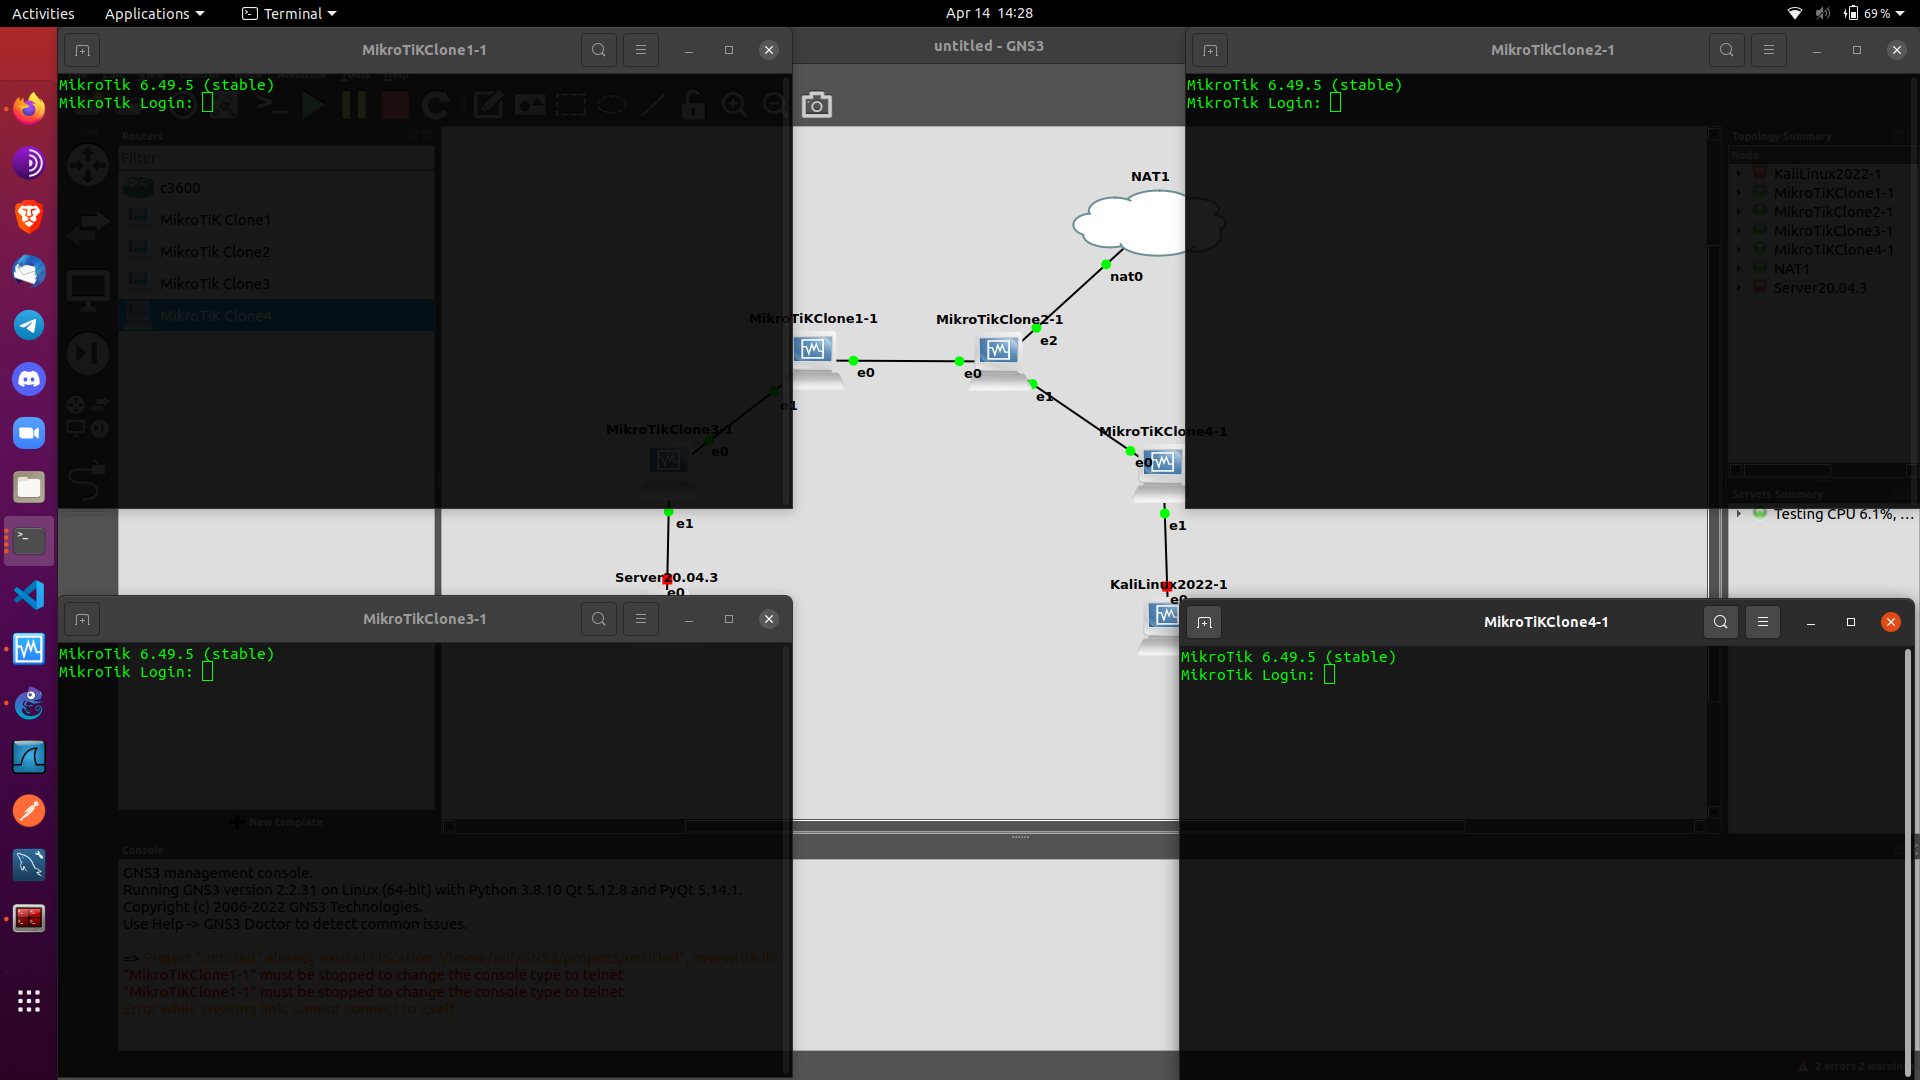 Activities
Applications
Terminal
Apr 14 14:28
69 %
MikroTiKClone1-1
untitled - GNS3
MikroTikClone2-1
MikroTik 6.49.5 (stable)
MikroTik Login:
MikroTik 6.49.5 (stable)
MikroTik Login:
Routers
Filter
c3600
MikroTiK Clone1
MikroTik Clone2
MikroTik Clone3
MikroTiK Clone4
Topology Summary
Node
KaliLinux2022-1
MikroTiKClone1-1
MikroTikClone2-1
MikroTikClone3-1
MikroTiKClone4-1
NAT1
Server20.04.3
NAT1
nat0
MikroTiKClone1-1
MikroTikClone2-1
e2
e0
e0
e1
e1
MikroTikClone3-1
MikroTiKClone4-1
e0
e0
e1
e1
Server20.04.3
e0
KaliLinux2022-1
e0
Servers Summary
Testing CPU 6.1%, ...
MikroTikClone3-1
MikroTik 6.49.5 (stable)
MikroTik Login:
MikroTiKClone4-1
MikroTik 6.49.5 (stable)
MikroTik Login:
New template
Console
GNS3 management console.
Running GNS3 version 2.2.31 on Linux (64-bit) with Python 3.8.10 Qt 5.12.8 and PyQt 5.14.1.
Copyright (c) 2006-2022 GNS3 Technologies.
Use Help -> GNS3 Doctor to detect common issues.
=> Project "untitled" already exists in location "/home/arif/GNS3/projects/untitled", overwrite it?
"MikroTiKClone1-1" must be stopped to change the console type to telnet
"MikroTiKClone1-1" must be stopped to change the console type to telnet
Error while creating link: Cannot connect to itself
2 errors 2 warnin